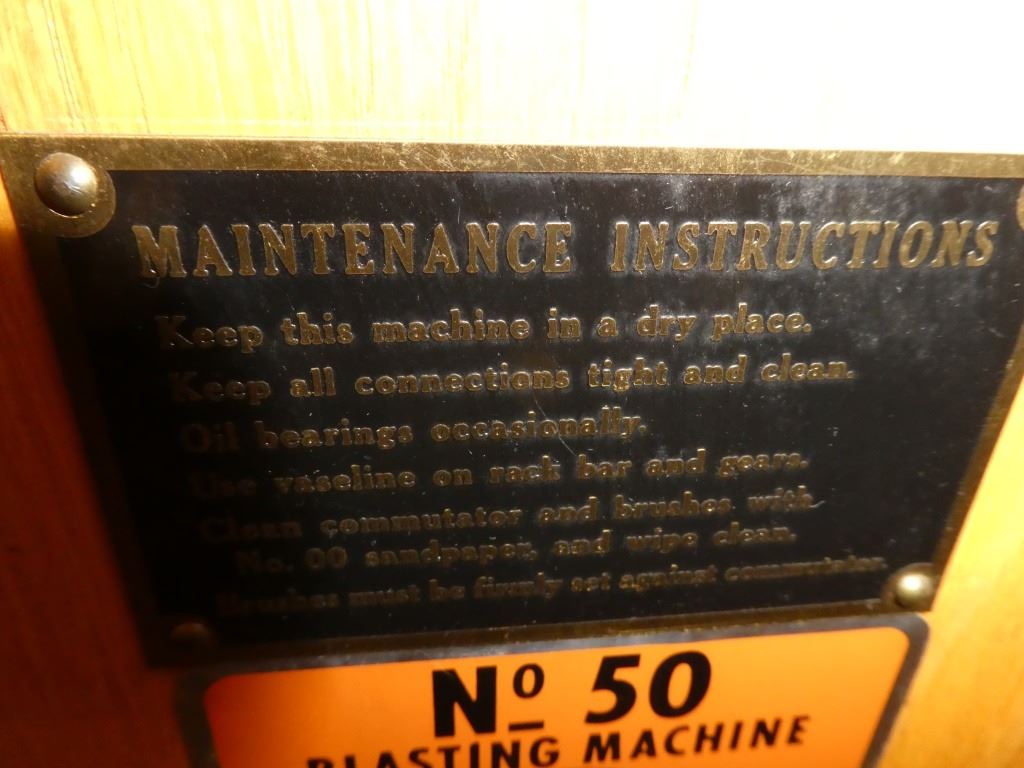 MAINTENANCE INSTRUCTIONS
Keep this machine in a dry place.
Keep all connections tight and clean.
Oil bearings occasionally.
Use vaseline on rack bar and gears.
Clean commutator and brushes with
No. 00 sandpaper, and wipe clean.
Brushes must be firmly set against commutator.
Nº 50
BLASTING MACHINE